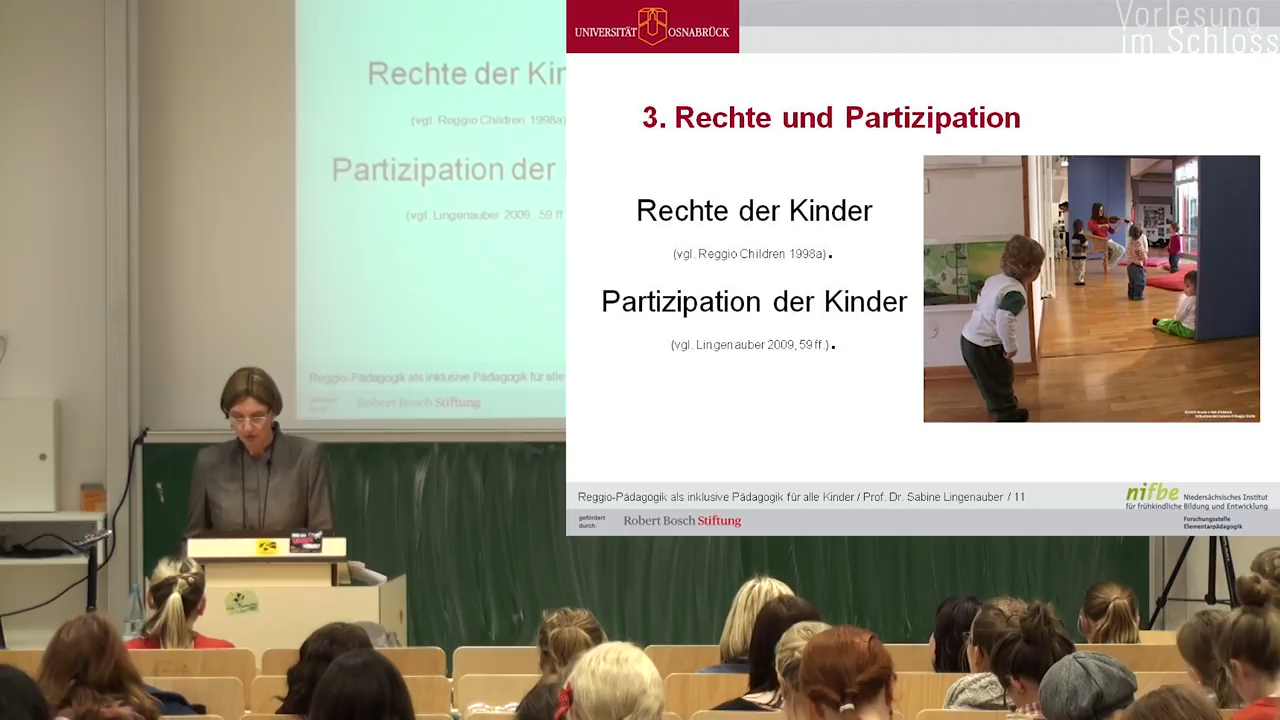 Rechte der Kin
(vgl. Reggio Children 1998a)
Partizipation der
(vgl. Lingenauber 2009, 59 ff
Reggio-Pädagogik als inklusive Pädagogik für alle
Robert Bosch Stiftung
UNIVERSITÄT OSNABRÜCK
Vorlesung
im Schloss
3. Rechte und Partizipation
Rechte der Kinder
(vgl. Reggio Children 1998a).
Partizipation der Kinder
(vgl. Lingenauber 2009, 59 ff.).
Reggio-Pädagogik als inklusive Pädagogik für alle Kinder / Prof. Dr. Sabine Lingenauber / 11
gefördert
durch:
Robert Bosch Stiftung
nifbe Niedersächsisches Institut
für frühkindliche Bildung und Entwicklung
Forschungsstelle
Elementarpädagogik